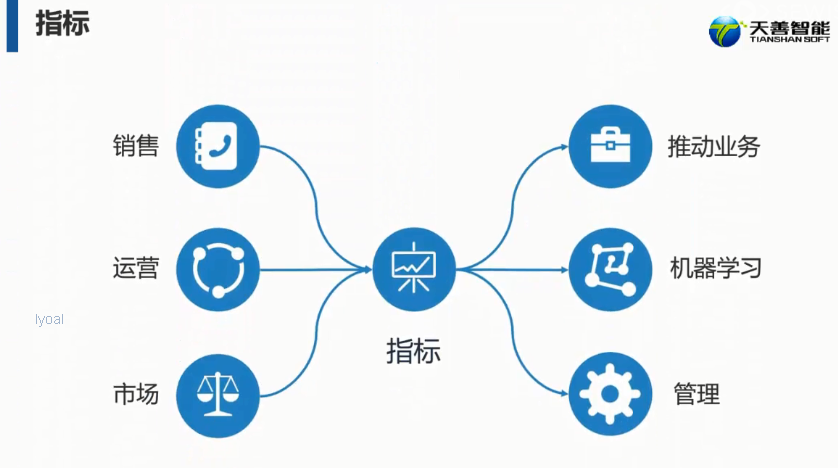 指标
天善智能
TIANSHAN SOFT
销售
推动业务
运营
机器学习
lyoal
指标
市场
管理